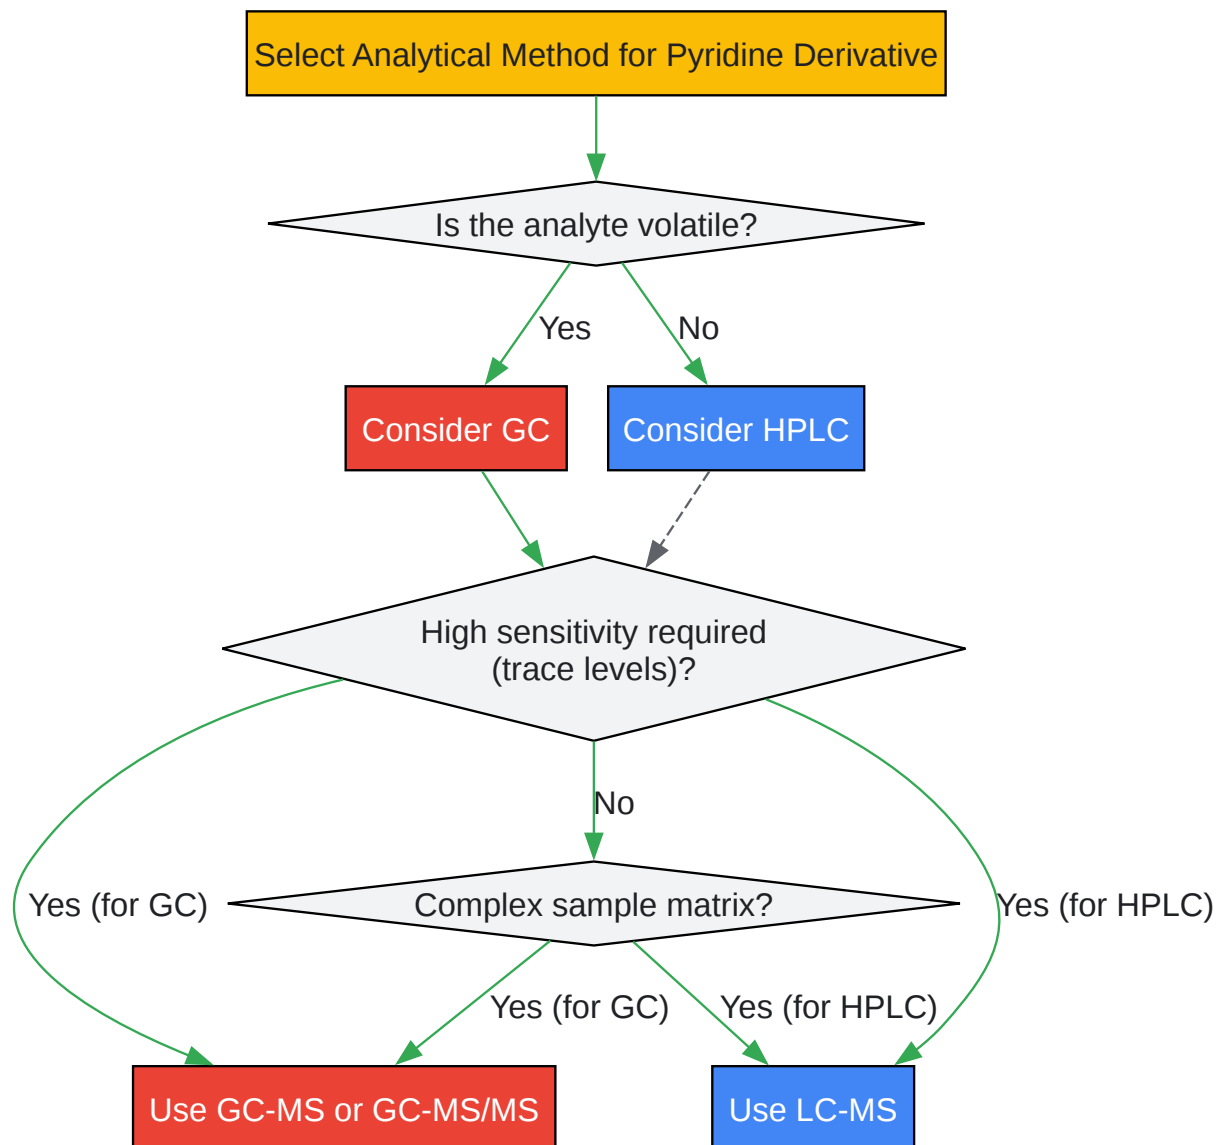 Select Analytical Method for Pyridine Derivative
Is the analyte volatile?
Yes
No
Consider GC
Consider HPLC
High sensitivity required
(trace levels)?
No
Yes (for GC)
Complex sample matrix?
Yes (for HPLC)
Yes (for GC)
Yes (for HPLC)
Use GC-MS or GC-MS/MS
Use LC-MS